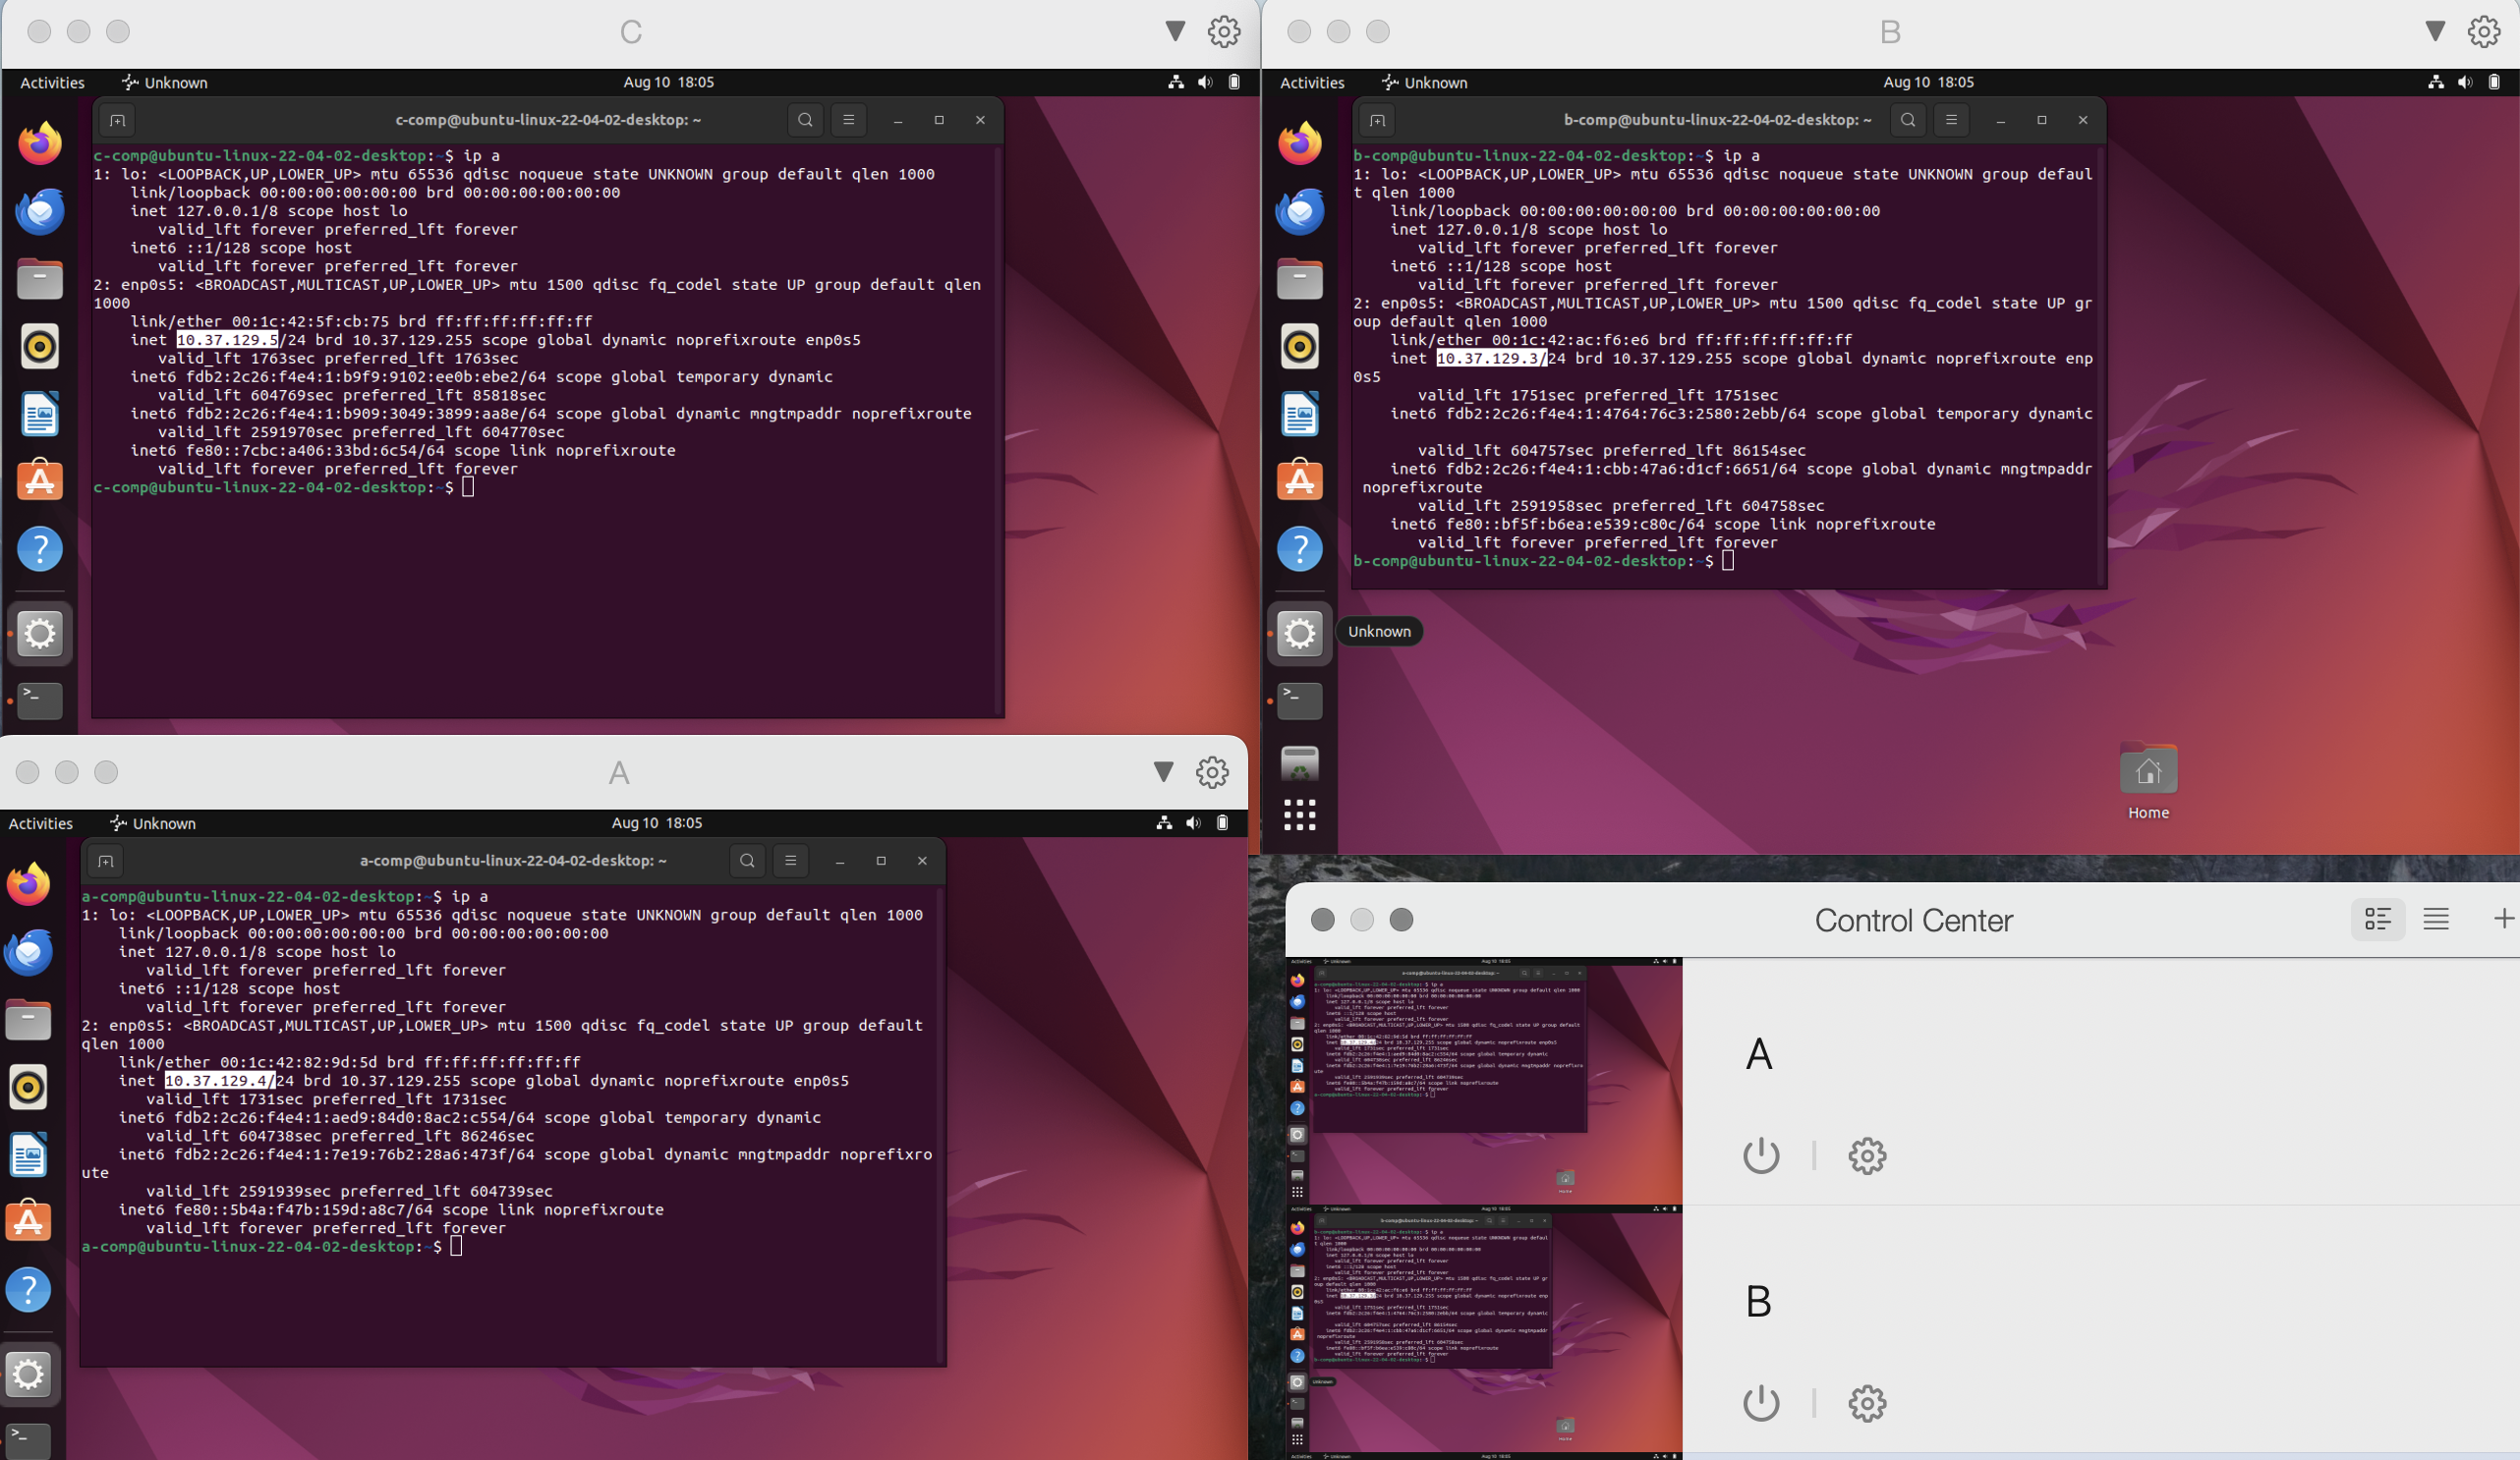 C
Activities
Unknown
Aug 10 18:05
c-comp@ubuntu-linux-22-04-02-desktop: ~
c-comp@ubuntu-linux-22-04-02-desktop:~$ ip a
1: lo: <LOOPBACK,UP,LOWER_UP> mtu 65536 qdisc noqueue state UNKNOWN group default qlen 1000
link/loopback 00:00:00:00:00:00 brd 00:00:00:00:00:00
inet 127.0.0.1/8 scope host lo
valid_lft forever preferred_lft forever
inet6 ::1/128 scope host
valid_lft forever preferred_lft forever
2: enp0s5: <BROADCAST,MULTICAST,UP,LOWER_UP> mtu 1500 qdisc fq_codel state UP group default qlen
1000
link/ether 00:1c:42:5f:cb:75 brd ff:ff:ff:ff:ff:ff
inet 10.37.129.5/24 brd 10.37.129.255 scope global dynamic noprefixroute enp0s5
valid_lft 1763sec preferred_lft 1763sec
inet6 fdb2:2c26:f4e4:1:b9f9:9102:ee0b:ebe2/64 scope global temporary dynamic
valid_lft 604769sec preferred_lft 85818sec
inet6 fdb2:2c26:f4e4:1:b909:3049:3899:aa8e/64 scope global dynamic mngtmpaddr noprefixroute
valid_lft 2591970sec preferred_lft 604770sec
inet6 fe80::7cbc:a406:33bd:6c54/64 scope link noprefixroute
valid_lft forever preferred_lft forever
c-comp@ubuntu-linux-22-04-02-desktop:~$
B
Activities
Unknown
Aug 10 18:05
b-comp@ubuntu-linux-22-04-02-desktop: ~
b-comp@ubuntu-linux-22-04-02-desktop:~$ ip a
1: lo: <LOOPBACK,UP,LOWER_UP> mtu 65536 qdisc noqueue state UNKNOWN group defaul
t qlen 1000
link/loopback 00:00:00:00:00:00 brd 00:00:00:00:00:00
inet 127.0.0.1/8 scope host lo
valid_lft forever preferred_lft forever
inet6 ::1/128 scope host
valid_lft forever preferred_lft forever
2: enp0s5: <BROADCAST,MULTICAST,UP,LOWER_UP> mtu 1500 qdisc fq_codel state UP gr
oup default qlen 1000
link/ether 00:1c:42:ac:f6:e6 brd ff:ff:ff:ff:ff:ff
inet 10.37.129.3/24 brd 10.37.129.255 scope global dynamic noprefixroute enp
0s5
valid_lft 1751sec preferred_lft 1751sec
inet6 fdb2:2c26:f4e4:1:4764:76c3:2580:2ebb/64 scope global temporary dynamic
valid_lft 604757sec preferred_lft 86154sec
inet6 fdb2:2c26:f4e4:1:cbb:47a6:d1cf:6651/64 scope global dynamic mngtmpaddr
noprefixroute
valid_lft 2591958sec preferred_lft 604758sec
inet6 fe80::bf5f:b6ea:e539:c80c/64 scope link noprefixroute
valid_lft forever preferred_lft forever
b-comp@ubuntu-linux-22-04-02-desktop:~$
Unknown
Home
A
Activities
Unknown
Aug 10 18:05
a-comp@ubuntu-linux-22-04-02-desktop: ~
a-comp@ubuntu-linux-22-04-02-desktop:~$ ip a
1: lo: <LOOPBACK,UP,LOWER_UP> mtu 65536 qdisc noqueue state UNKNOWN group default qlen 1000
link/loopback 00:00:00:00:00:00 brd 00:00:00:00:00:00
inet 127.0.0.1/8 scope host lo
valid_lft forever preferred_lft forever
inet6 ::1/128 scope host
valid_lft forever preferred_lft forever
2: enp0s5: <BROADCAST,MULTICAST,UP,LOWER_UP> mtu 1500 qdisc fq_codel state UP group default
qlen 1000
link/ether 00:1c:42:82:9d:5d brd ff:ff:ff:ff:ff:ff
inet 10.37.129.4/24 brd 10.37.129.255 scope global dynamic noprefixroute enp0s5
valid_lft 1731sec preferred_lft 1731sec
inet6 fdb2:2c26:f4e4:1:aed9:84d0:8ac2:c554/64 scope global temporary dynamic
valid_lft 604738sec preferred_lft 86246sec
inet6 fdb2:2c26:f4e4:1:7e19:76b2:28a6:473f/64 scope global dynamic mngtmpaddr noprefixro
ute
valid_lft 2591939sec preferred_lft 604739sec
inet6 fe80::5b4a:f47b:159d:a8c7/64 scope link noprefixroute
valid_lft forever preferred_lft forever
a-comp@ubuntu-linux-22-04-02-desktop:~$
Control Center
A
B